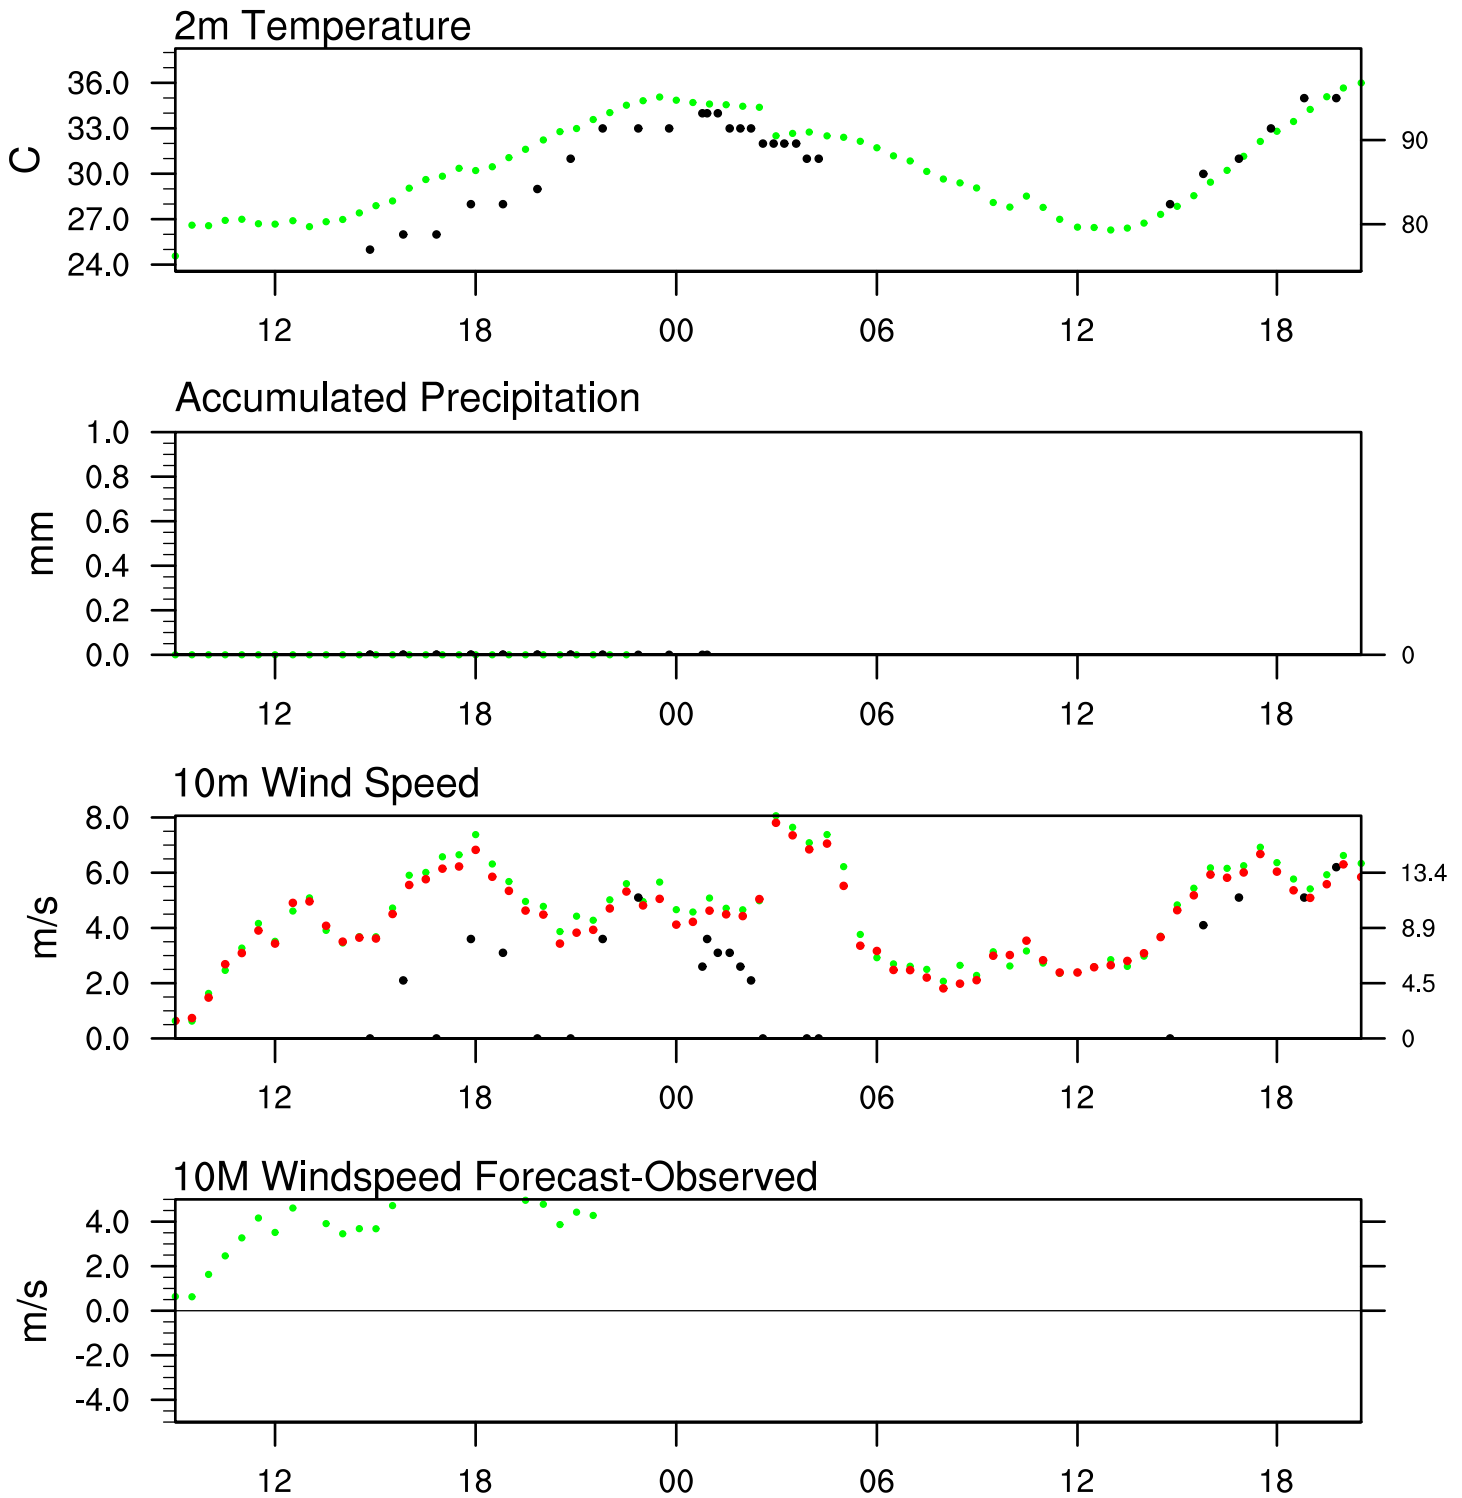 2m Temperature
C
36.0
33.0
30.0
27.0
24.0
90
80
12 18 00 06 12 18
Accumulated Precipitation
mm
1.0
0.8
0.6
0.4
0.2
0.0
0
12 18 00 06 12 18
10m Wind Speed
m/s
8.0
6.0
4.0
2.0
0.0
13.4
8.9
4.5
0
12 18 00 06 12 18
10M Windspeed Forecast-Observed
m/s
4.0
2.0
0.0
-2.0
-4.0
12 18 00 06 12 18